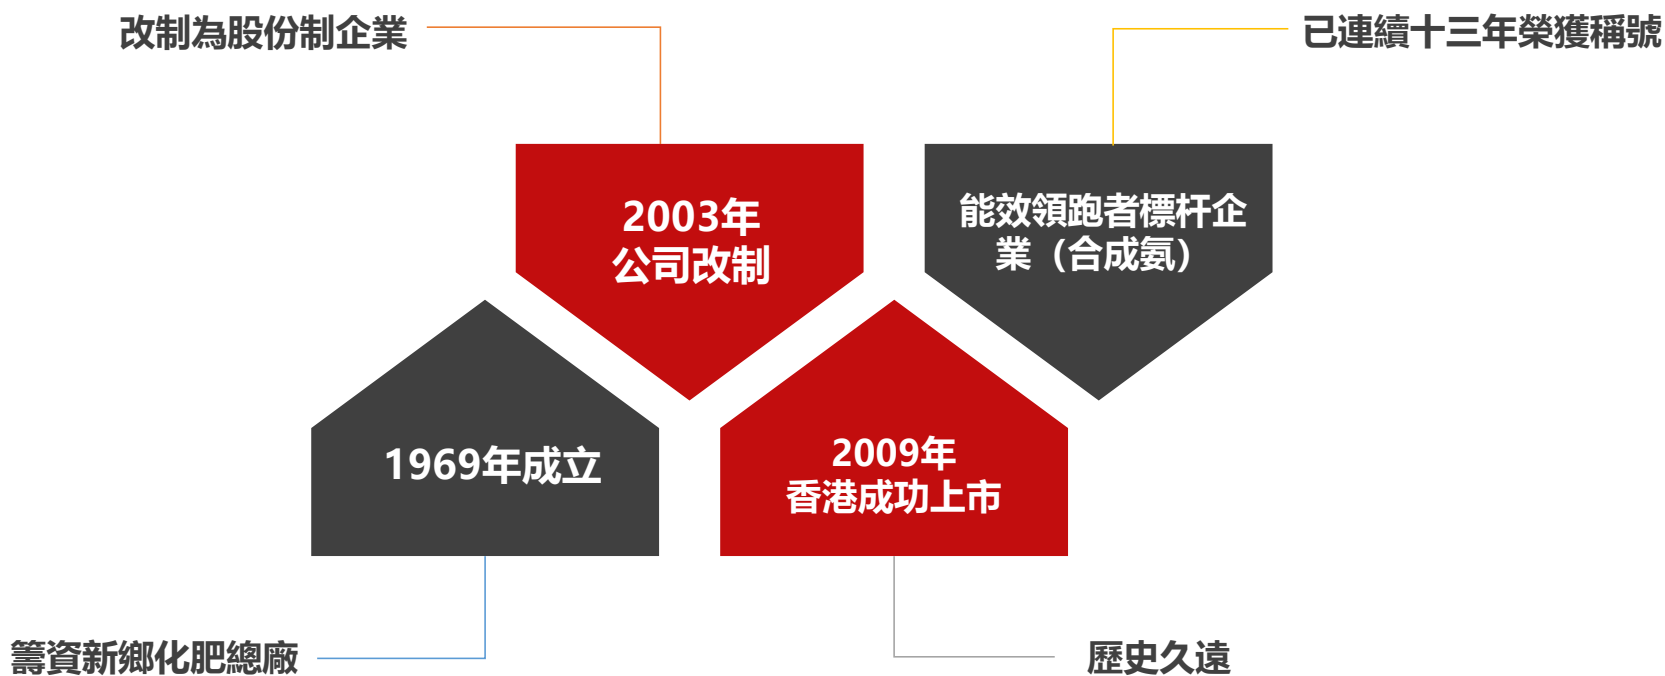 改制為股份制企業
已連續十三年榮獲稱號
2003年
公司改制
能效領跑者標杆企
業（合成氨）
1969年成立
2009年
香港成功上市
籌資新鄉化肥總廠
歷史久遠